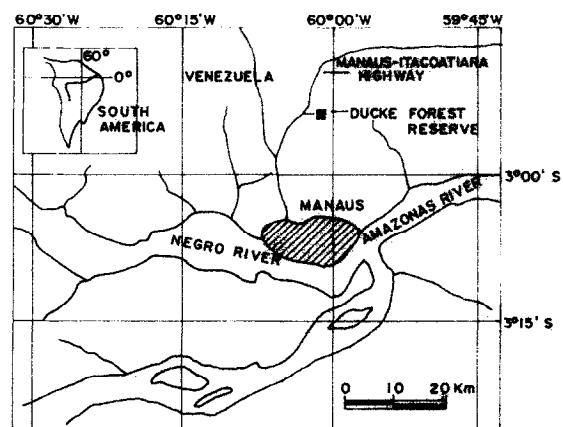 60°30'W 60°15'W 60°00'W 59°45'W
60°
0°
SOUTH
AMERICA
VENEZUELA
MANAUS-ITACOATIARA
HIGHWAY
DUCKE FOREST
RESERVE
3°00' S
MANAUS
AMAZONAS RIVER
NEGRO RIVER
3°15' S
0 10 20 Km